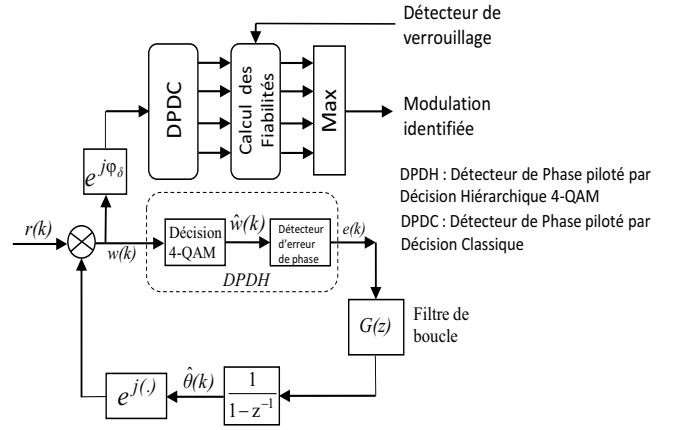 Détecteur de
verrouillage
DPDC
Calcul des
Fiabilités
Max
Modulation
identifiée
e^{jφ_δ}
DPDH : Détecteur de Phase piloté par
Décision Hiérarchique 4-QAM
DPDC : Détecteur de Phase piloté par
Décision Classique
r(k)
w(k)
Décision
4-QAM
ŵ(k)
Détecteur
d'erreur
de phase
e(k)
DPDH
G(z)
Filtre de
boucle
e^{j(.)}
θ̂(k)
1
1−z^{-1}